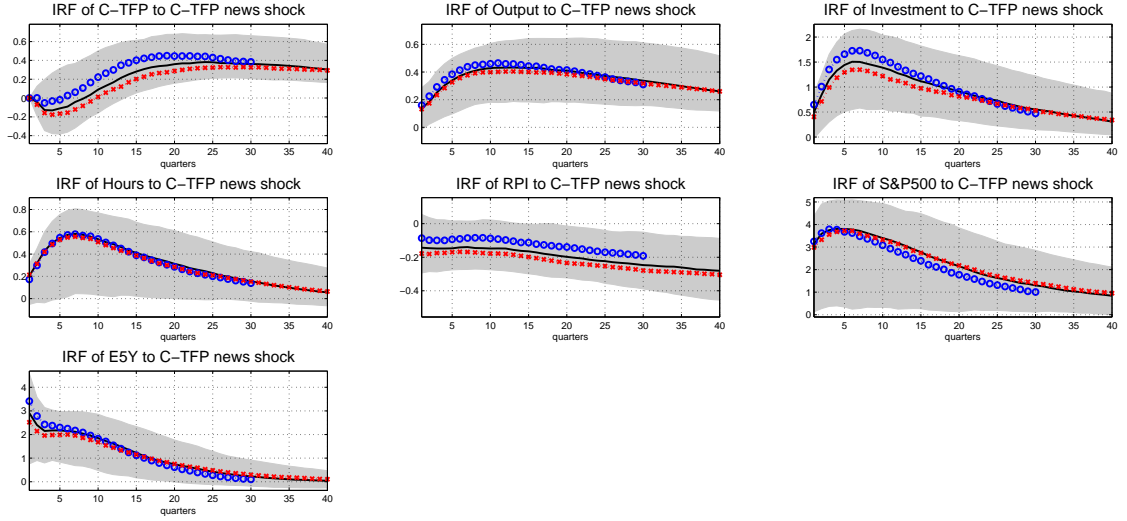 IRF of C−TFP to C−TFP news shock
0.6
0.4
0.2
0
−0.2
−0.4
5 10 15 20 25 30 35 40
quarters
IRF of Output to C−TFP news shock
0.6
0.4
0.2
0
5 10 15 20 25 30 35 40
quarters
IRF of Investment to C−TFP news shock
2
1.5
1
0.5
0
5 10 15 20 25 30 35 40
quarters
IRF of Hours to C−TFP news shock
0.8
0.6
0.4
0.2
0
5 10 15 20 25 30 35 40
quarters
IRF of RPI to C−TFP news shock
0
−0.2
−0.4
5 10 15 20 25 30 35 40
quarters
IRF of S&P500 to C−TFP news shock
5
4
3
2
1
0
5 10 15 20 25 30 35 40
quarters
IRF of E5Y to C−TFP news shock
4
3
2
1
0
5 10 15 20 25 30 35 40
quarters